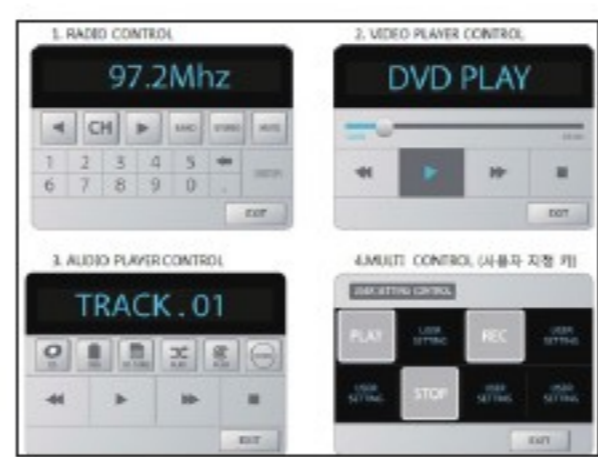 1. RADIO CONTROL
97.2Mhz
CH
BAND STEREO MUTE
1 2 3 4 5
6 7 8 9 0 .
EXIT
2. VIDEO PLAYER CONTROL
DVD PLAY
EXIT
3. AUDIO PLAYER CONTROL
TRACK . 01
EXIT
4.MULTI CONTROL (사용자 지정 키)
USER SETTING CONTROL
PLAY USER SETTING REC USER SETTING
USER SETTING STOP USER SETTING USER SETTING
EXIT